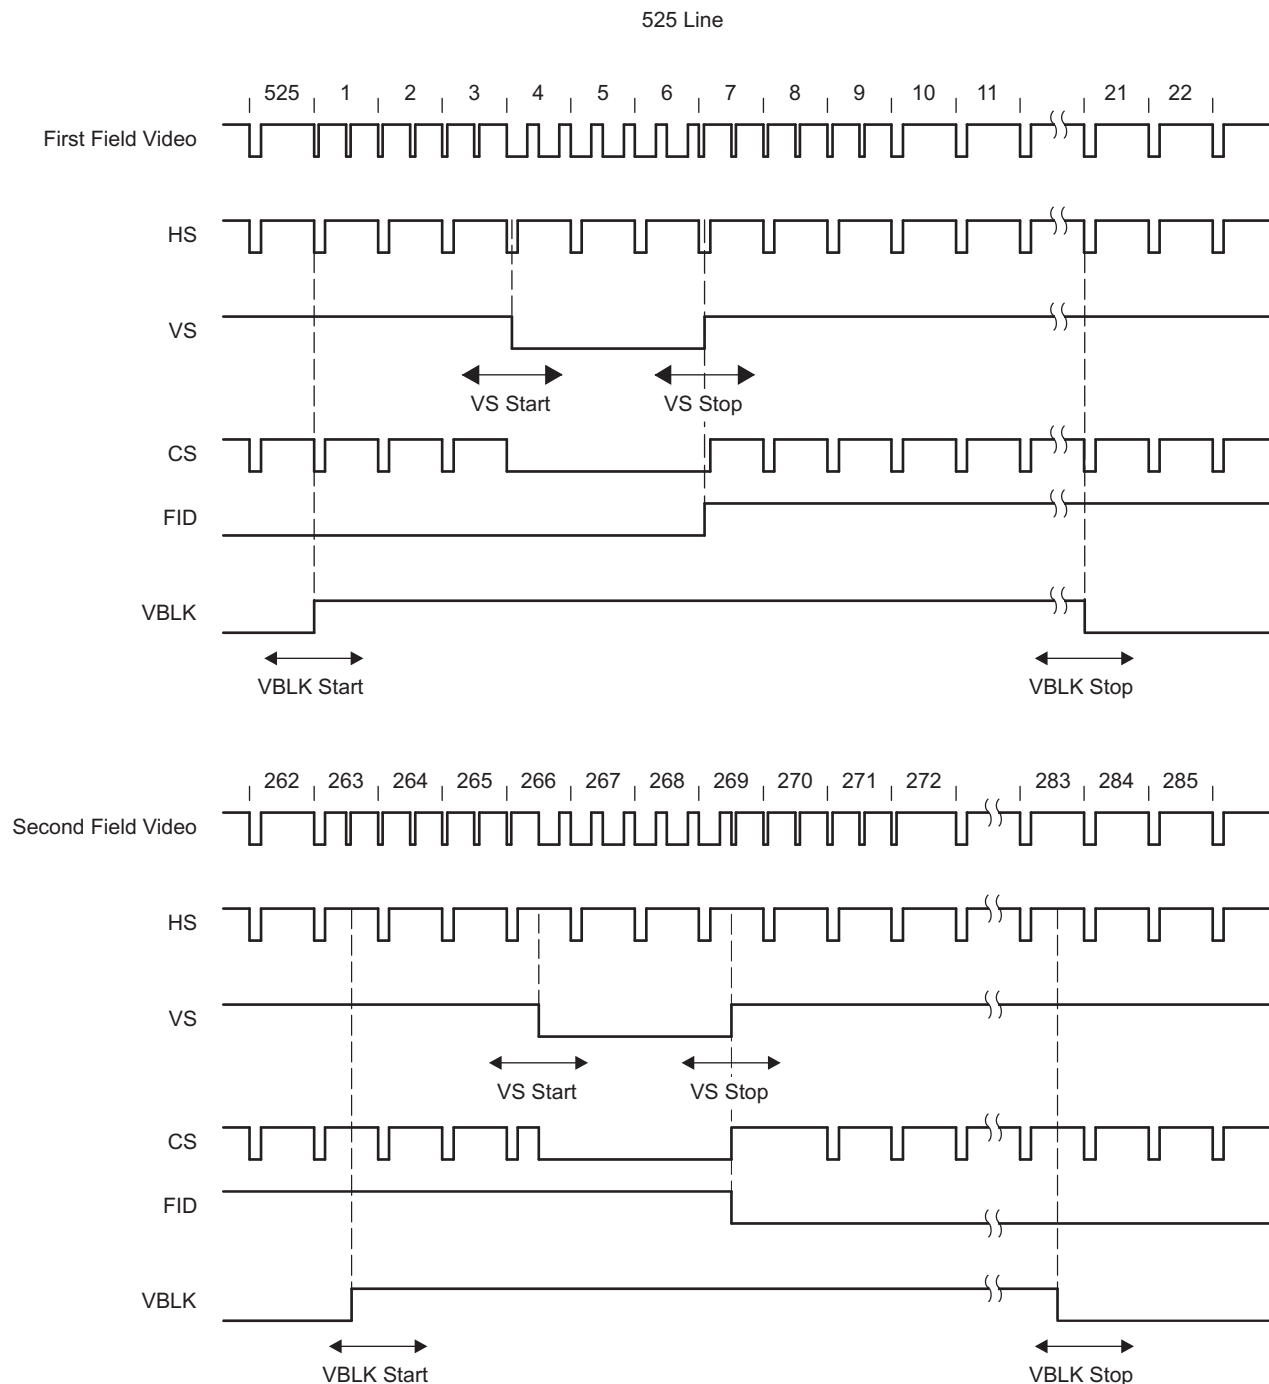 525 Line
525 1 2 3 4 5 6 7 8 9 10 11 21 22
First Field Video
HS
VS
VS Start VS Stop
CS
FID
VBLK
VBLK Start VBLK Stop
262 263 264 265 266 267 268 269 270 271 272 283 284 285
Second Field Video
HS
VS
VS Start VS Stop
CS
FID
VBLK
VBLK Start VBLK Stop